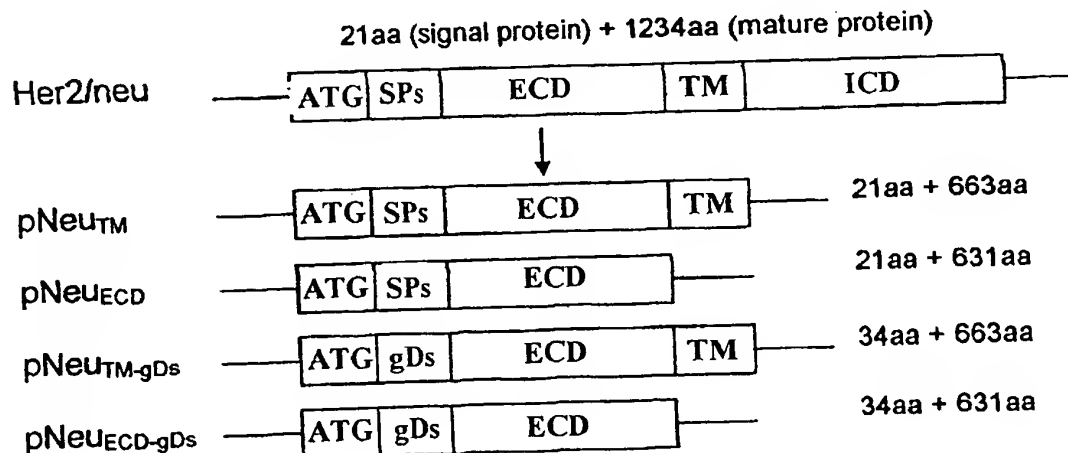 21aa (signal protein) + 1234aa (mature protein)
Her2/neu ATG SPs ECD TM ICD
pNeuTM ATG SPs ECD TM 21aa + 663aa
pNeuECD ATG SPs ECD 21aa + 631aa
pNeuTM-gDs ATG gDs ECD TM 34aa + 663aa
pNeuECD-gDs ATG gDs ECD 34aa + 631aa